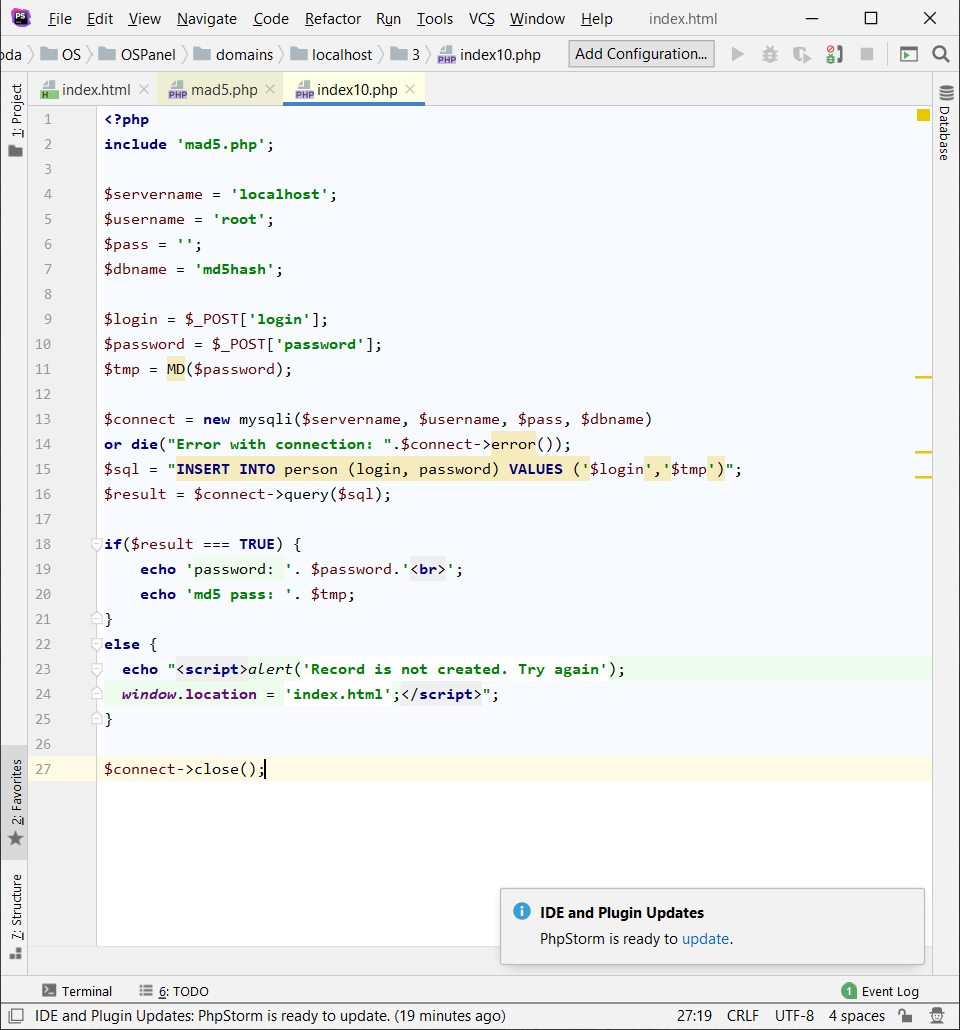 PS File Edit View Navigate Code Refactor Run Tools VCS Window Help index.html
oda OS OSPanel domains localhost 3 index10.php Add Configuration...
index.html mad5.php index10.php
1: Project
Database
1 <?php
2 include 'mad5.php';
3
4 $servername = 'localhost';
5 $username = 'root';
6 $pass = '';
7 $dbname = 'md5hash';
8
9 $login = $_POST['login'];
10 $password = $_POST['password'];
11 $tmp = MD($password);
12
13 $connect = new mysqli($servername, $username, $pass, $dbname)
14 or die("Error with connection: ".$connect->error());
15 $sql = "INSERT INTO person (login, password) VALUES ('$login','$tmp')";
16 $result = $connect->query($sql);
17
18 if($result === TRUE) {
19 echo 'password: '. $password.'<br>';
20 echo 'md5 pass: '. $tmp;
21 }
22 else {
23 echo "<script>alert('Record is not created. Try again');
24 window.location = 'index.html';</script>";
25 }
26
27 $connect->close();
2: Favorites
7: Structure
IDE and Plugin Updates
PhpStorm is ready to update.
Terminal 6: TODO 1 Event Log
IDE and Plugin Updates: PhpStorm is ready to update. (19 minutes ago) 27:19 CRLF UTF-8 4 spaces